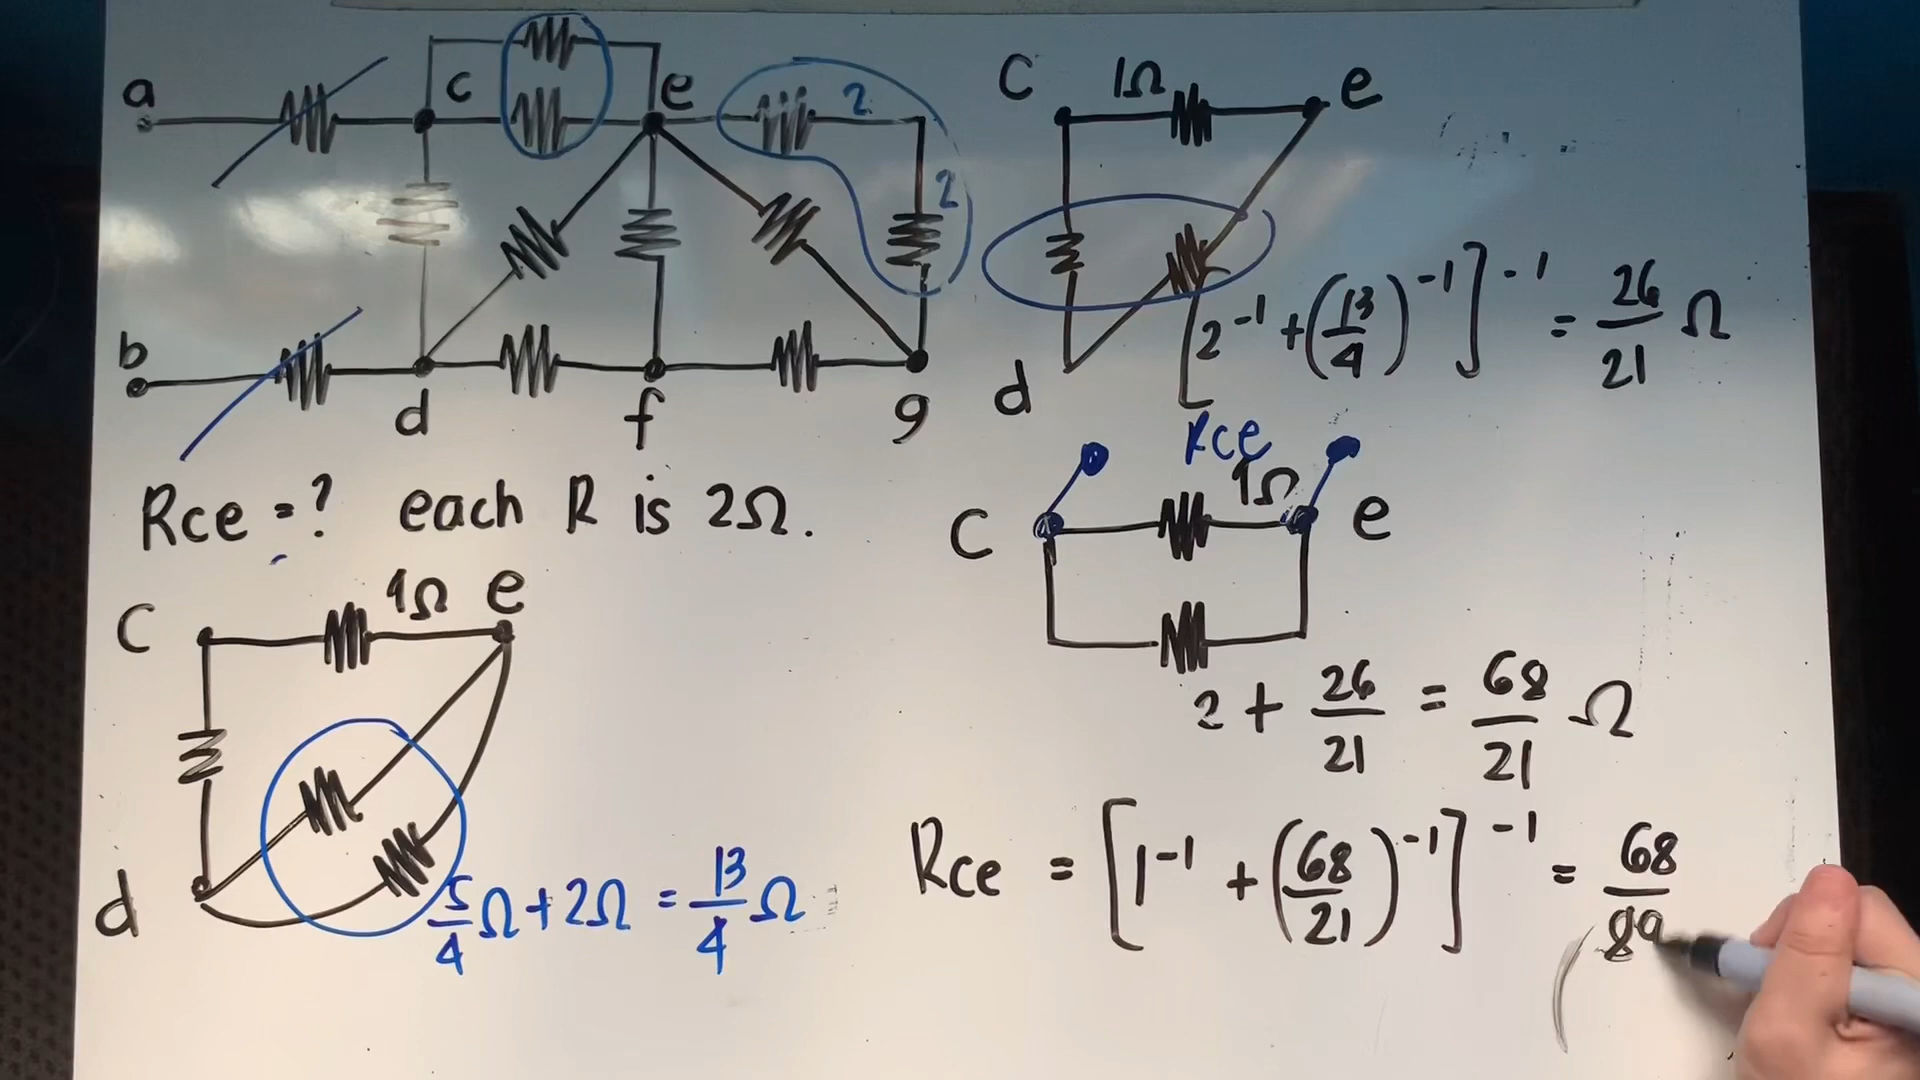 a
c
e
2
2
b
d
f
g
Rce = ? each R is 2Ω.
C
1Ω
e
d
5/4 Ω + 2Ω = 13/4 Ω
C
1Ω
e
d
[2⁻¹ + (13/4)⁻¹]⁻¹ = 26/21 Ω
Rce
1Ω
C
e
2 + 26/21 = 68/21 Ω
Rce = [1⁻¹ + (68/21)⁻¹]⁻¹ = 68/89